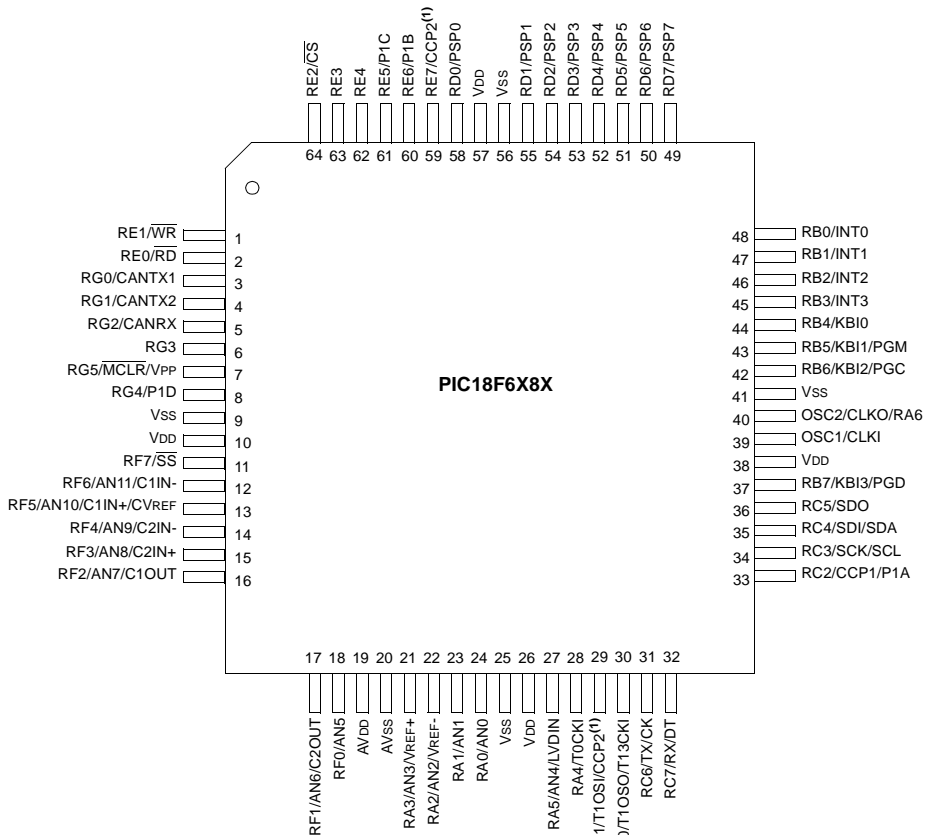 RE2/CS
RE3
RE4
RE5/P1C
RE6/P1B
RE7/CCP2(1)
RD0/PSP0
VDD
VSS
RD1/PSP1
RD2/PSP2
RD3/PSP3
RD4/PSP4
RD5/PSP5
RD6/PSP6
RD7/PSP7
64 63 62 61 60 59 58 57 56 55 54 53 52 51 50 49
RE1/WR 1
RE0/RD 2
RG0/CANTX1 3
RG1/CANTX2 4
RG2/CANRX 5
RG3 6
RG5/MCLR/VPP 7
RG4/P1D 8
VSS 9
VDD 10
RF7/SS 11
RF6/AN11/C1IN- 12
RF5/AN10/C1IN+/CVREF 13
RF4/AN9/C2IN- 14
RF3/AN8/C2IN+ 15
RF2/AN7/C1OUT 16
PIC18F6X8X
48 RB0/INT0
47 RB1/INT1
46 RB2/INT2
45 RB3/INT3
44 RB4/KBI0
43 RB5/KBI1/PGM
42 RB6/KBI2/PGC
41 VSS
40 OSC2/CLKO/RA6
39 OSC1/CLKI
38 VDD
37 RB7/KBI3/PGD
36 RC5/SDO
35 RC4/SDI/SDA
34 RC3/SCK/SCL
33 RC2/CCP1/P1A
17 18 19 20 21 22 23 24 25 26 27 28 29 30 31 32
RF1/AN6/C2OUT
RF0/AN5
AVDD
AVSS
RA3/AN3/VREF+
RA2/AN2/VREF-
RA1/AN1
RA0/AN0
VSS
VDD
RA5/AN4/LVDIN
RA4/T0CKI
1/T1OSI/CCP2(1)
0/T1OSO/T13CKI
RC6/TX/CK
RC7/RX/DT